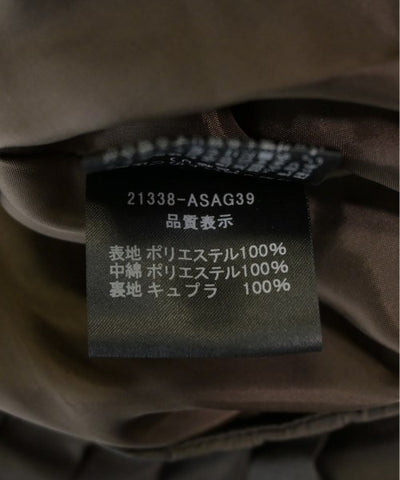 21338-ASAG39
品質表示
表地 ポリエステル100%
中綿 ポリエステル100%
裏地 キュプラ 100%